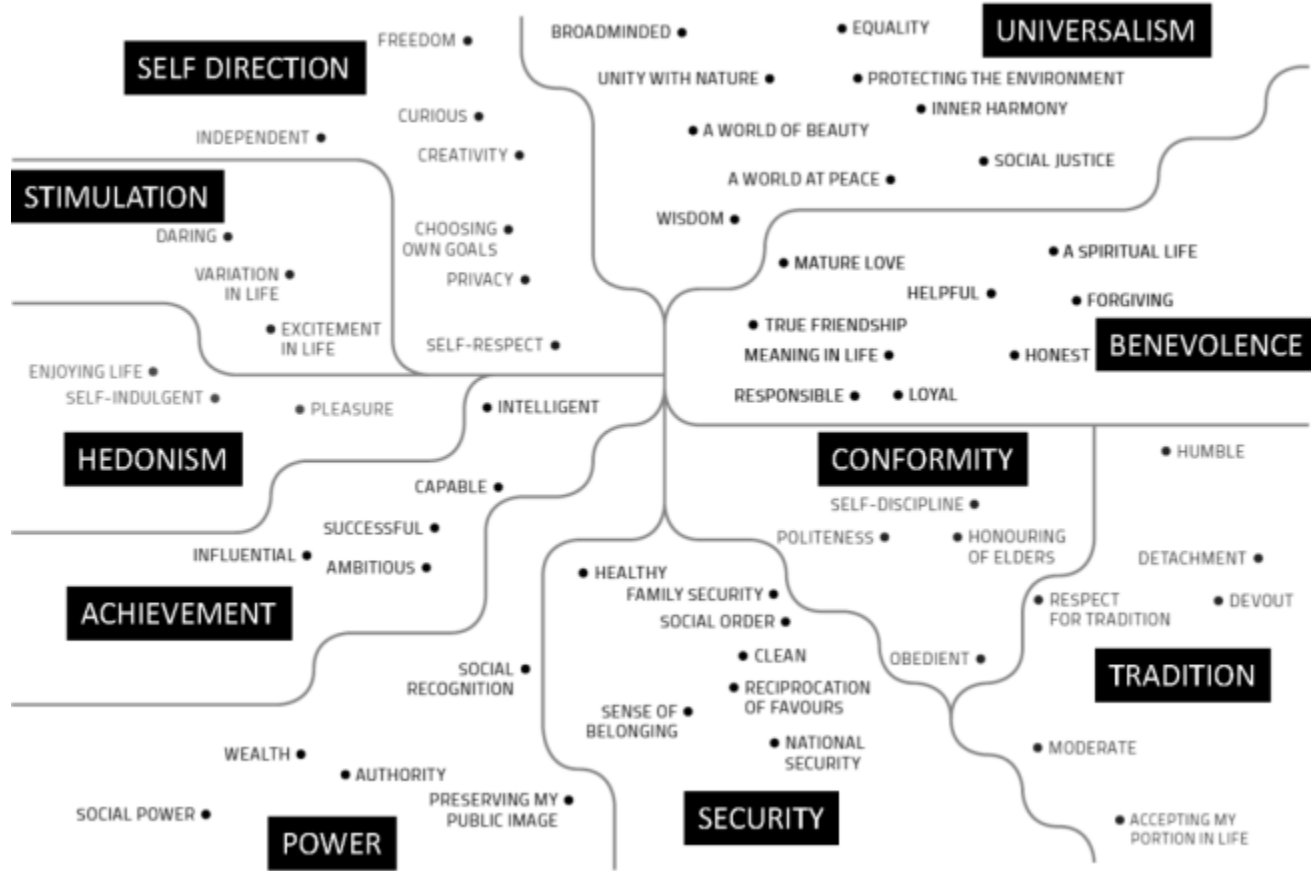 SELF DIRECTION
FREEDOM
CURIOUS
INDEPENDENT
CREATIVITY
CHOOSING
OWN GOALS
PRIVACY
SELF-RESPECT
UNIVERSALISM
BROADMINDED
EQUALITY
UNITY WITH NATURE
PROTECTING THE ENVIRONMENT
INNER HARMONY
A WORLD OF BEAUTY
SOCIAL JUSTICE
A WORLD AT PEACE
WISDOM
STIMULATION
DARING
VARIATION
IN LIFE
EXCITEMENT
IN LIFE
BENEVOLENCE
A SPIRITUAL LIFE
MATURE LOVE
HELPFUL
FORGIVING
TRUE FRIENDSHIP
MEANING IN LIFE
HONEST
RESPONSIBLE
LOYAL
HEDONISM
ENJOYING LIFE
SELF-INDULGENT
PLEASURE
ACHIEVEMENT
INTELLIGENT
CAPABLE
SUCCESSFUL
INFLUENTIAL
AMBITIOUS
CONFORMITY
SELF-DISCIPLINE
POLITENESS
HONOURING
OF ELDERS
OBEDIENT
TRADITION
HUMBLE
DETACHMENT
RESPECT
FOR TRADITION
DEVOUT
MODERATE
ACCEPTING MY
PORTION IN LIFE
SECURITY
HEALTHY
FAMILY SECURITY
SOCIAL ORDER
CLEAN
RECIPROCATION
OF FAVOURS
SENSE OF
BELONGING
NATIONAL
SECURITY
POWER
SOCIAL
RECOGNITION
WEALTH
AUTHORITY
SOCIAL POWER
PRESERVING MY
PUBLIC IMAGE